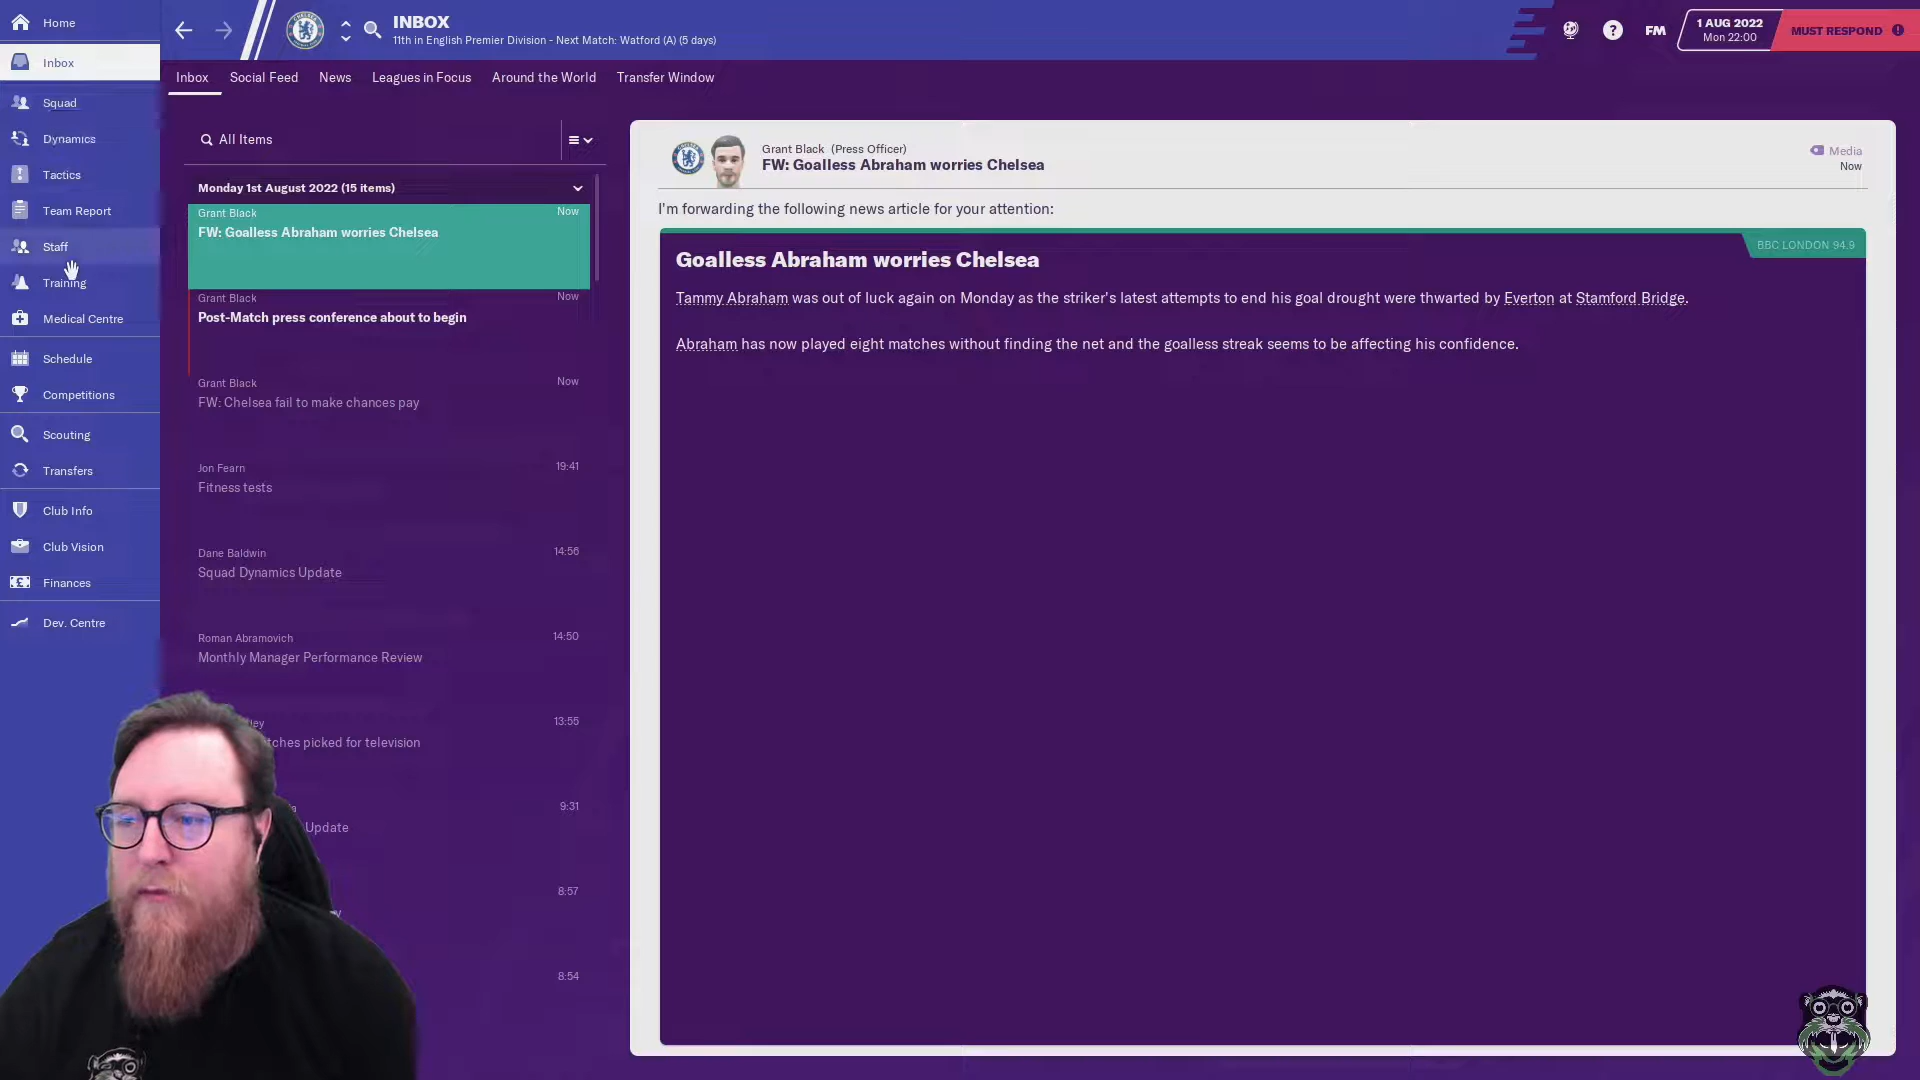 Home
Inbox
Squad
Dynamics
Tactics
Team Report
Staff
Training
Medical Centre
Schedule
Competitions
Scouting
Transfers
Club Info
Club Vision
Finances
Dev. Centre
INBOX
11th in English Premier Division - Next Match: Watford (A) (5 days)
FM
1 AUG 2022
Mon 22:00
MUST RESPOND
Inbox
Social Feed
News
Leagues in Focus
Around the World
Transfer Window
All Items
Monday 1st August 2022 (15 items)
Grant Black Now
FW: Goalless Abraham worries Chelsea
Grant Black Now
Post-Match press conference about to begin
Grant Black Now
FW: Chelsea fail to make chances pay
Jon Fearn 19:41
Fitness tests
Dane Baldwin 14:56
Squad Dynamics Update
Roman Abramovich 14:50
Monthly Manager Performance Review
13:55
picked for television
9:31
Update
8:57
8:54
Grant Black (Press Officer)
FW: Goalless Abraham worries Chelsea
Media
Now
I'm forwarding the following news article for your attention:
BBC LONDON 94.9
Goalless Abraham worries Chelsea
Tammy Abraham was out of luck again on Monday as the striker's latest attempts to end his goal drought were thwarted by Everton at Stamford Bridge.
Abraham has now played eight matches without finding the net and the goalless streak seems to be affecting his confidence.